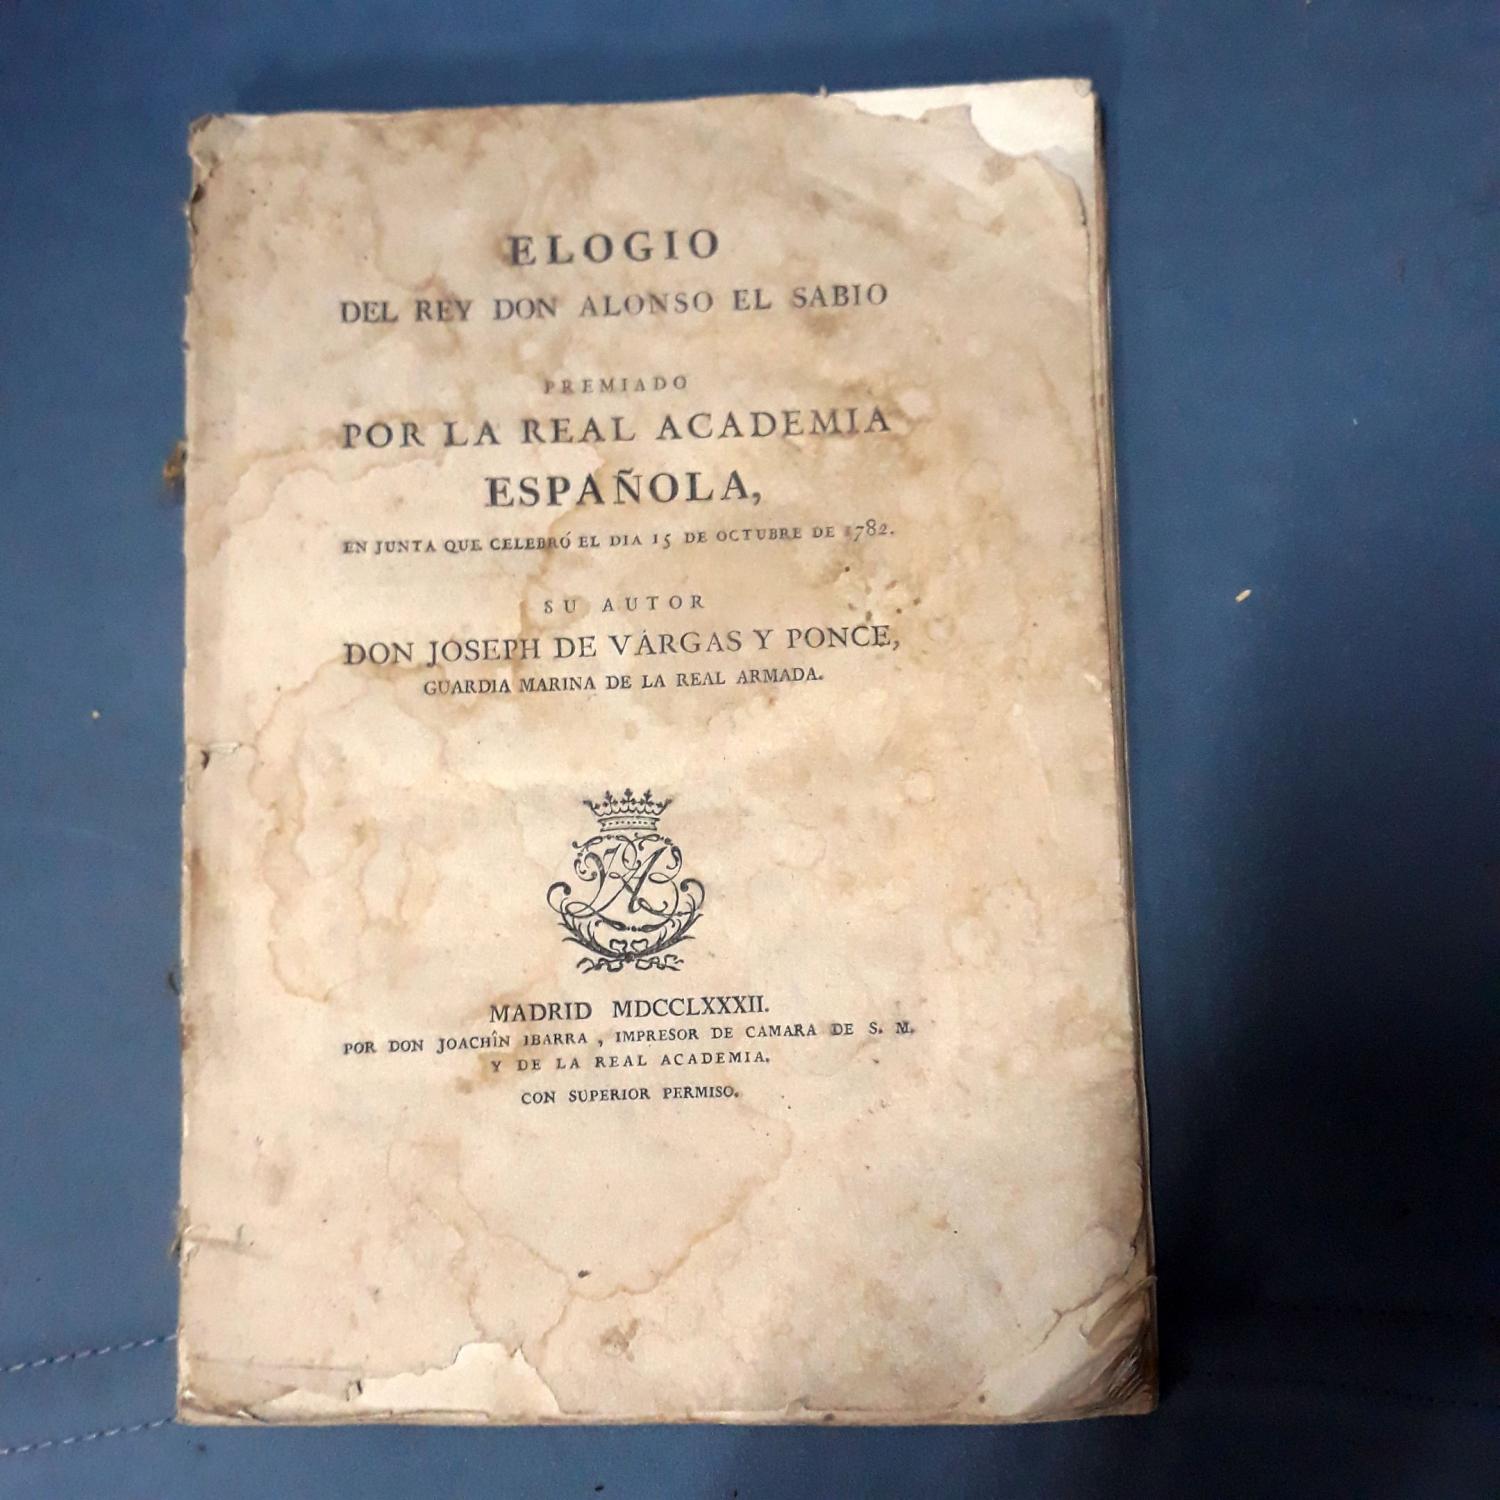 ELOGIO
DEL REY DON ALONSO EL SABIO
PREMIADO
POR LA REAL ACADEMIA
ESPAÑOLA,
EN JUNTA QUE CELEBRÓ EL DIA 15 DE OCTUBRE DE 1782.
SU AUTOR
DON JOSEPH DE VÁRGAS Y PONCE,
GUARDIA MARINA DE LA REAL ARMADA.
MADRID MDCCLXXXII.
POR DON JOACHÎN IBARRA , IMPRESOR DE CAMARA DE S. M.
Y DE LA REAL ACADEMIA.
CON SUPERIOR PERMISO.